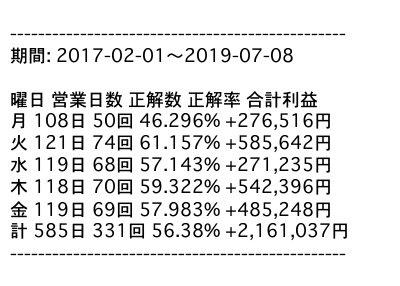 ------------------------------------------------
期間: 2017-02-01～2019-07-08
曜日 営業日数 正解数 正解率 合計利益
月 108日 50回 46.296% +276,516円
火 121日 74回 61.157% +585,642円
水 119日 68回 57.143% +271,235円
木 118日 70回 59.322% +542,396円
金 119日 69回 57.983% +485,248円
計 585日 331回 56.38% +2,161,037円
------------------------------------------------